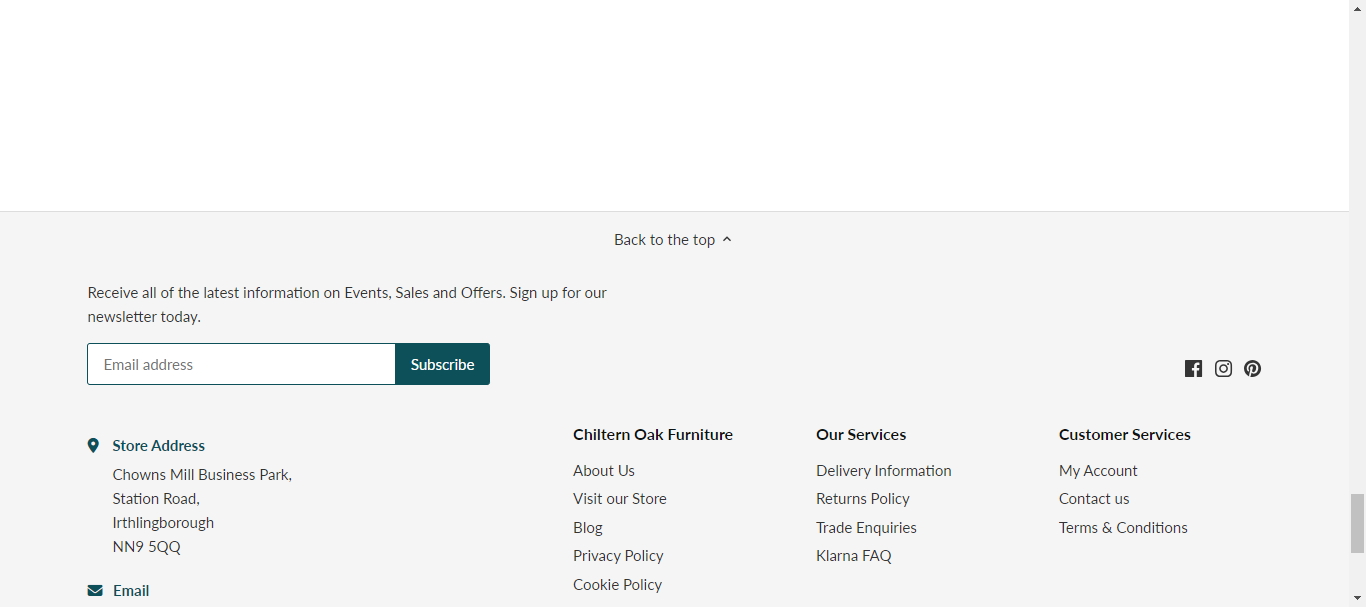 Back to the top
Receive all of the latest information on Events, Sales and Offers. Sign up for our
newsletter today.
Email address
Subscribe
Store Address
Chowns Mill Business Park,
Station Road,
Irthlingborough
NN9 5QQ
Email
Chiltern Oak Furniture
About Us
Visit our Store
Blog
Privacy Policy
Cookie Policy
Our Services
Delivery Information
Returns Policy
Trade Enquiries
Klarna FAQ
Customer Services
My Account
Contact us
Terms & Conditions